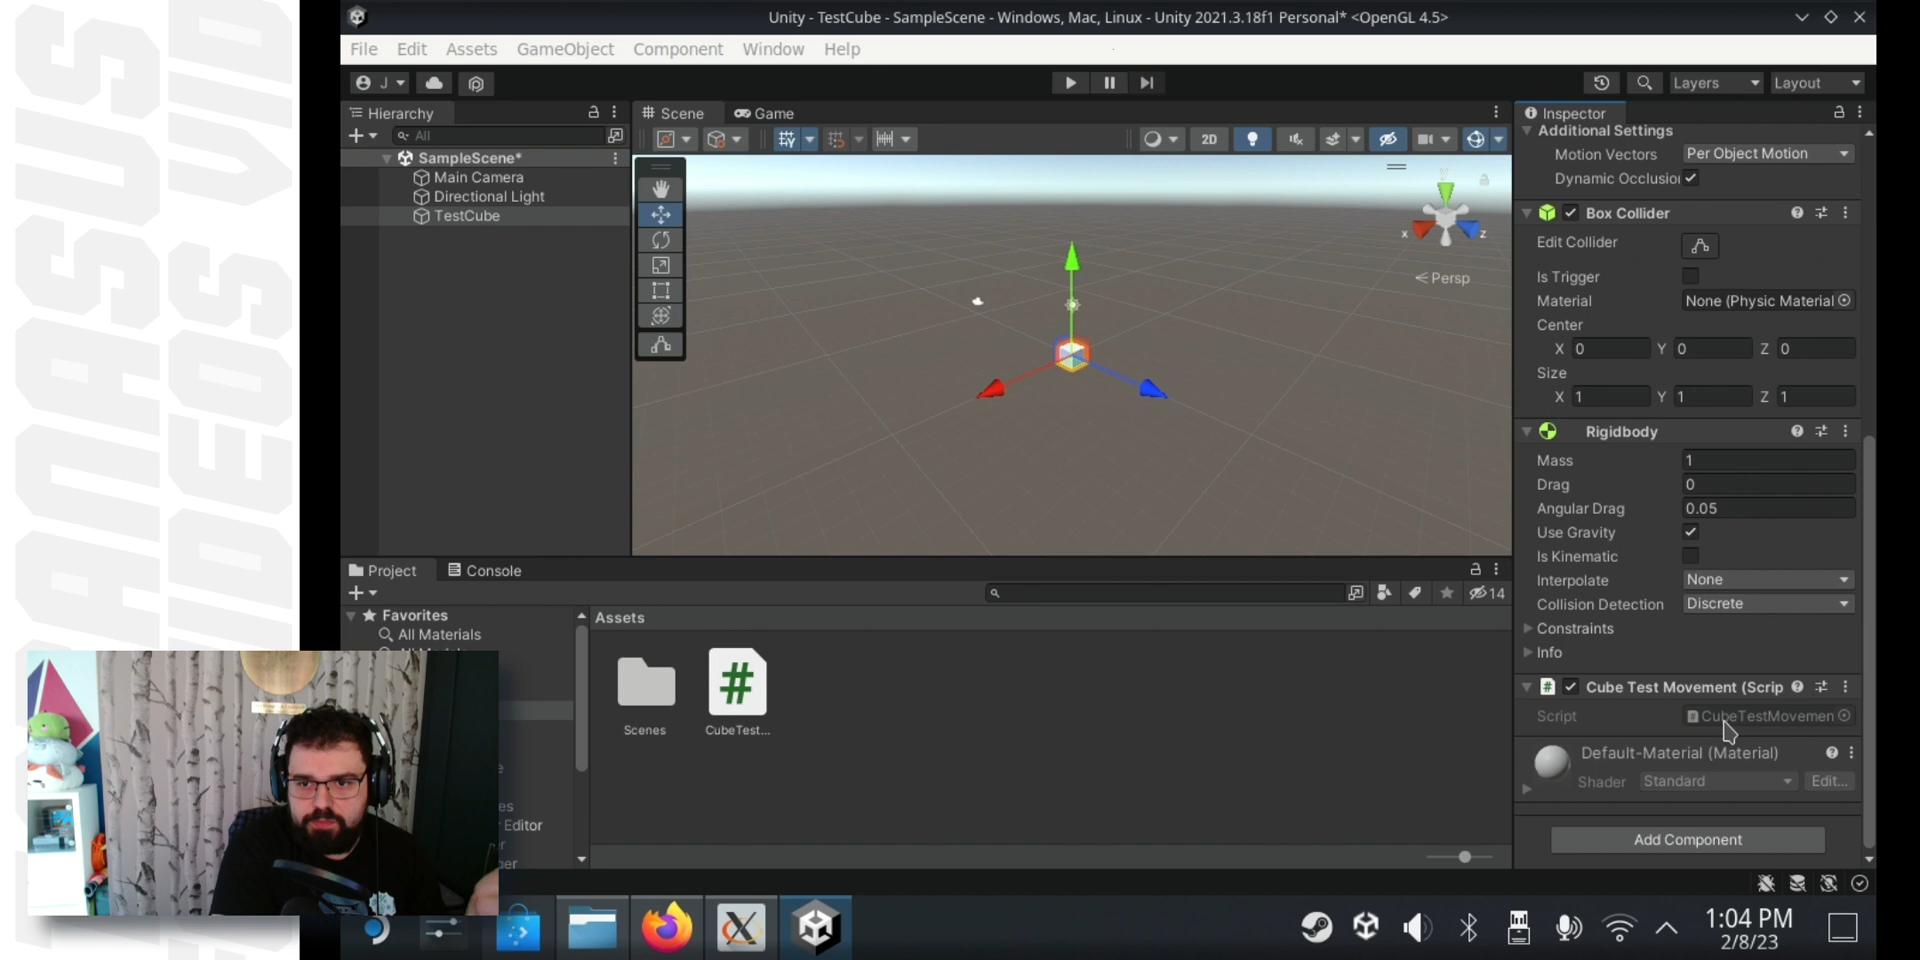 Unity - TestCube - SampleScene - Windows, Mac, Linux - Unity 2021.3.18f1 Personal* <OpenGL 4.5>
File Edit Assets GameObject Component Window Help
J Layers Layout
Hierarchy
All
SampleScene*
Main Camera
Directional Light
TestCube
Scene Game
2D
y
x z
Persp
Inspector
Additional Settings
Motion Vectors Per Object Motion
Dynamic Occlusion
Box Collider
Edit Collider
Is Trigger
Material None (Physic Material
Center
X 0 Y 0 Z 0
Size
X 1 Y 1 Z 1
Rigidbody
Mass 1
Drag 0
Angular Drag 0.05
Use Gravity
Is Kinematic
Interpolate None
Collision Detection Discrete
Constraints
Info
Cube Test Movement (Scrip
Script CubeTestMovemen
Default-Material (Material)
Shader Standard Edit...
Add Component
Project Console
14
Favorites
All Materials
Editor
Assets
Scenes CubeTest...
1:04 PM
2/8/23